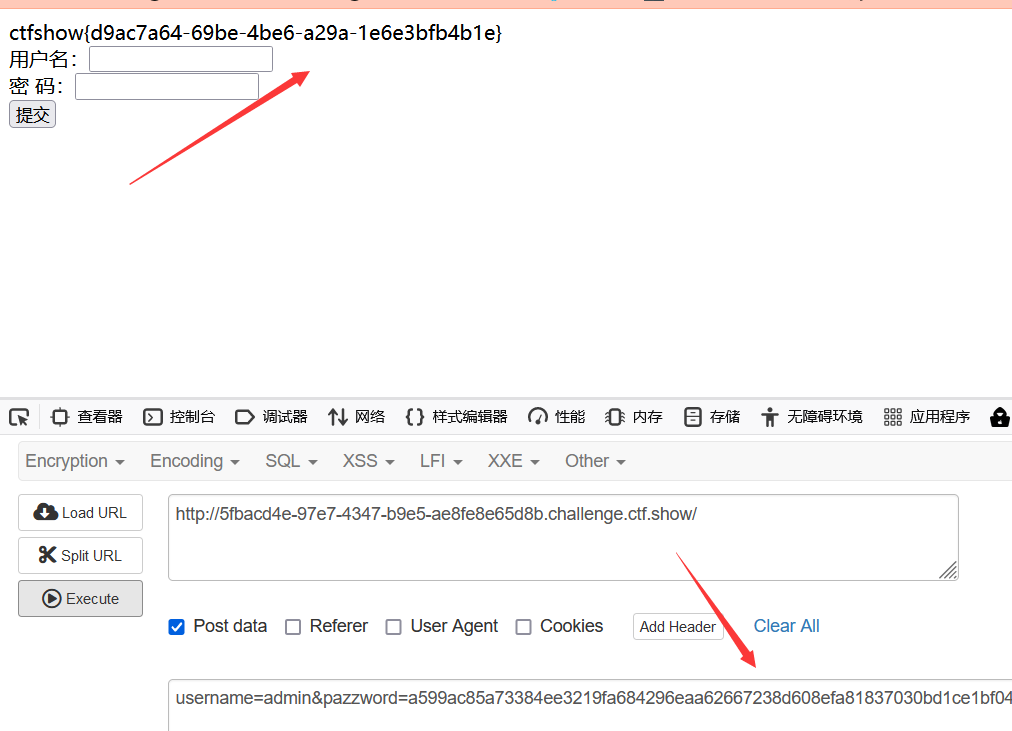 ctfshow{d9ac7a64-69be-4be6-a29a-1e6e3bfb4b1e}
用户名：
密 码：
提交
查看器 控制台 调试器 网络 样式编辑器 性能 内存 存储 无障碍环境 应用程序
Encryption Encoding SQL XSS LFI XXE Other
Load URL
http://5fbacd4e-97e7-4347-b9e5-ae8fe8e65d8b.challenge.ctf.show/
Split URL
Execute
Post data Referer User Agent Cookies Add Header Clear All
username=admin&pazzword=a599ac85a73384ee3219fa684296eaa62667238d608efa81837030bd1ce1bf04